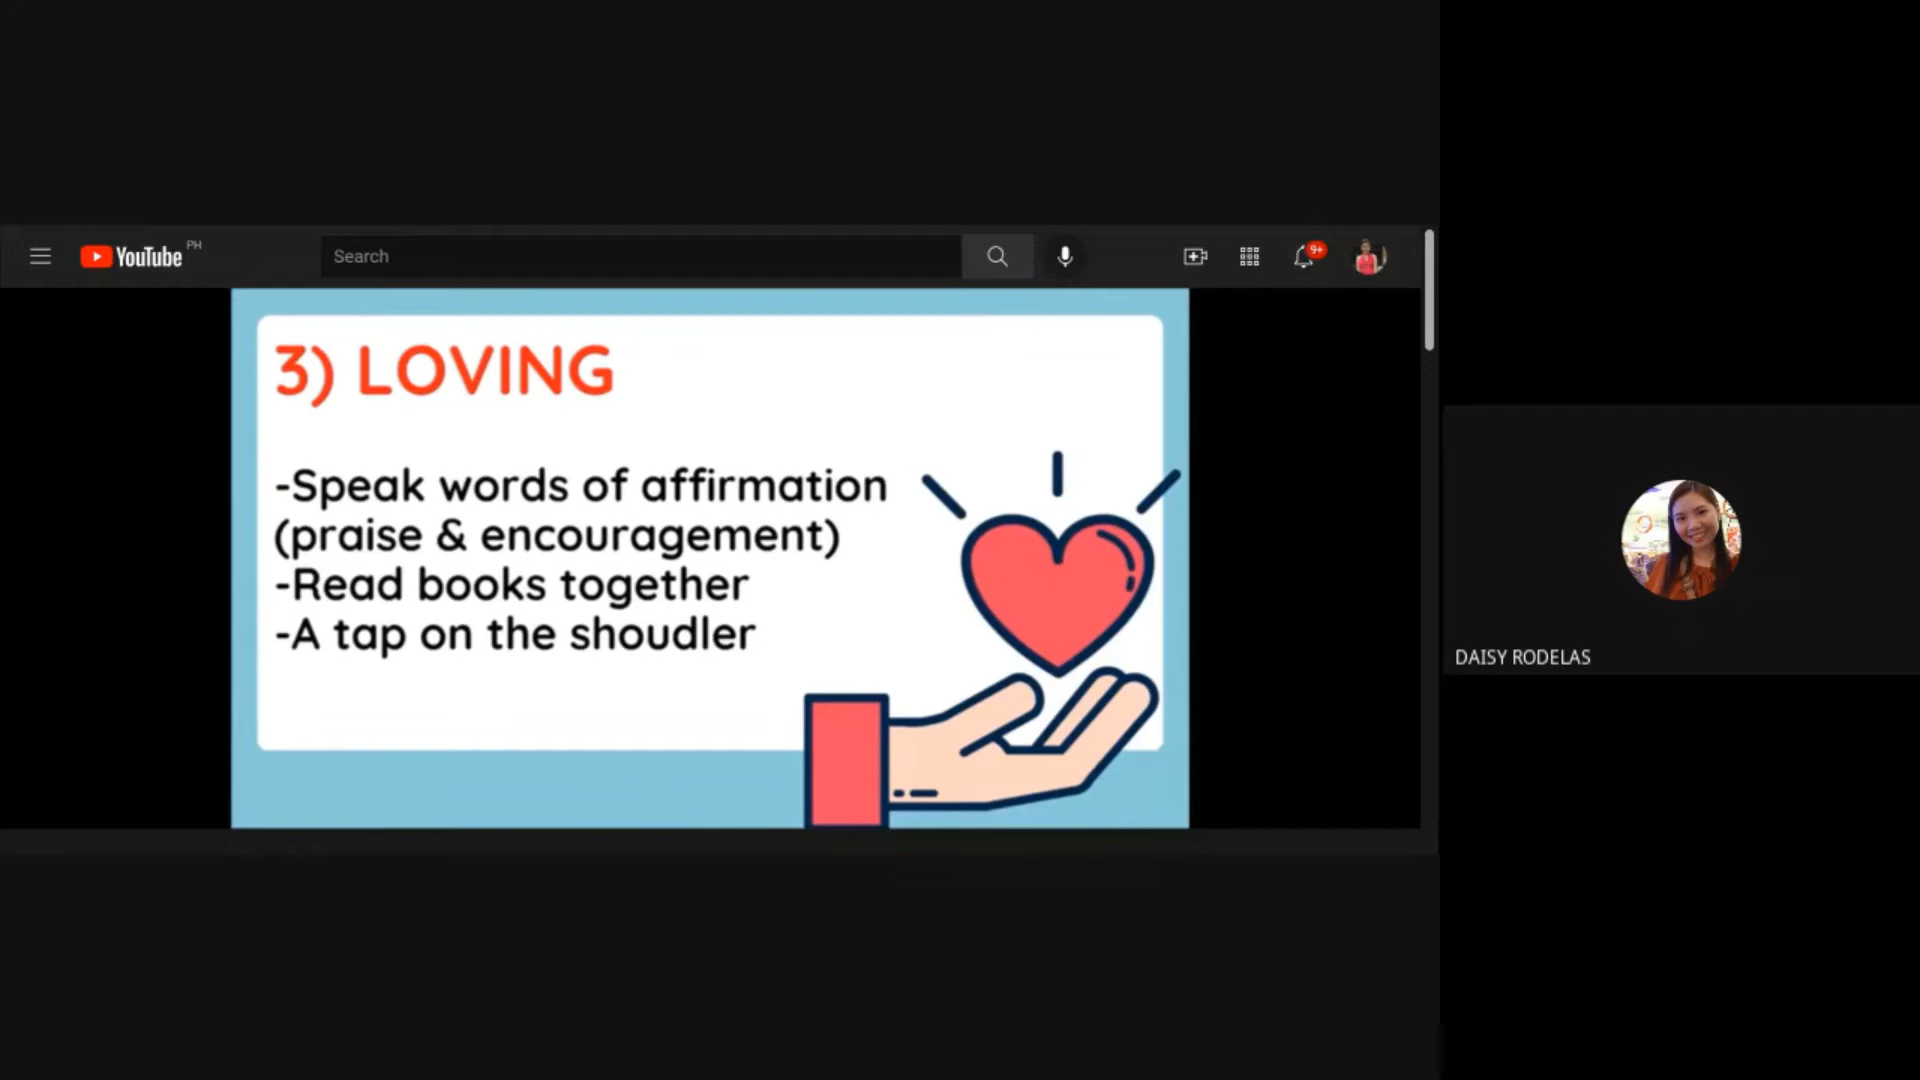 YouTube PH
Search
9+
3) LOVING
-Speak words of affirmation
(praise & encouragement)
-Read books together
-A tap on the shoudler
DAISY RODELAS